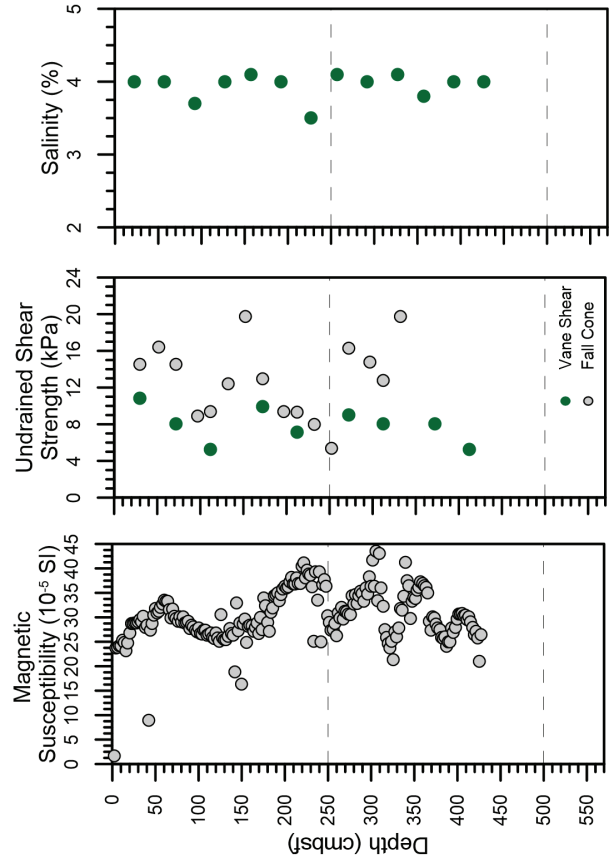 Magnetic
Susceptibility (10-5 SI)
0 5 10 15 20 25 30 35 40 45
0
50
100
150
200
250
300
350
400
450
500
550
Depth (cmbsf)
Undrained Shear
Strength (kPa)
0 4 8 12 16 20 24
Vane Shear
Fall Cone
Salinity (%)
2 3 4 5